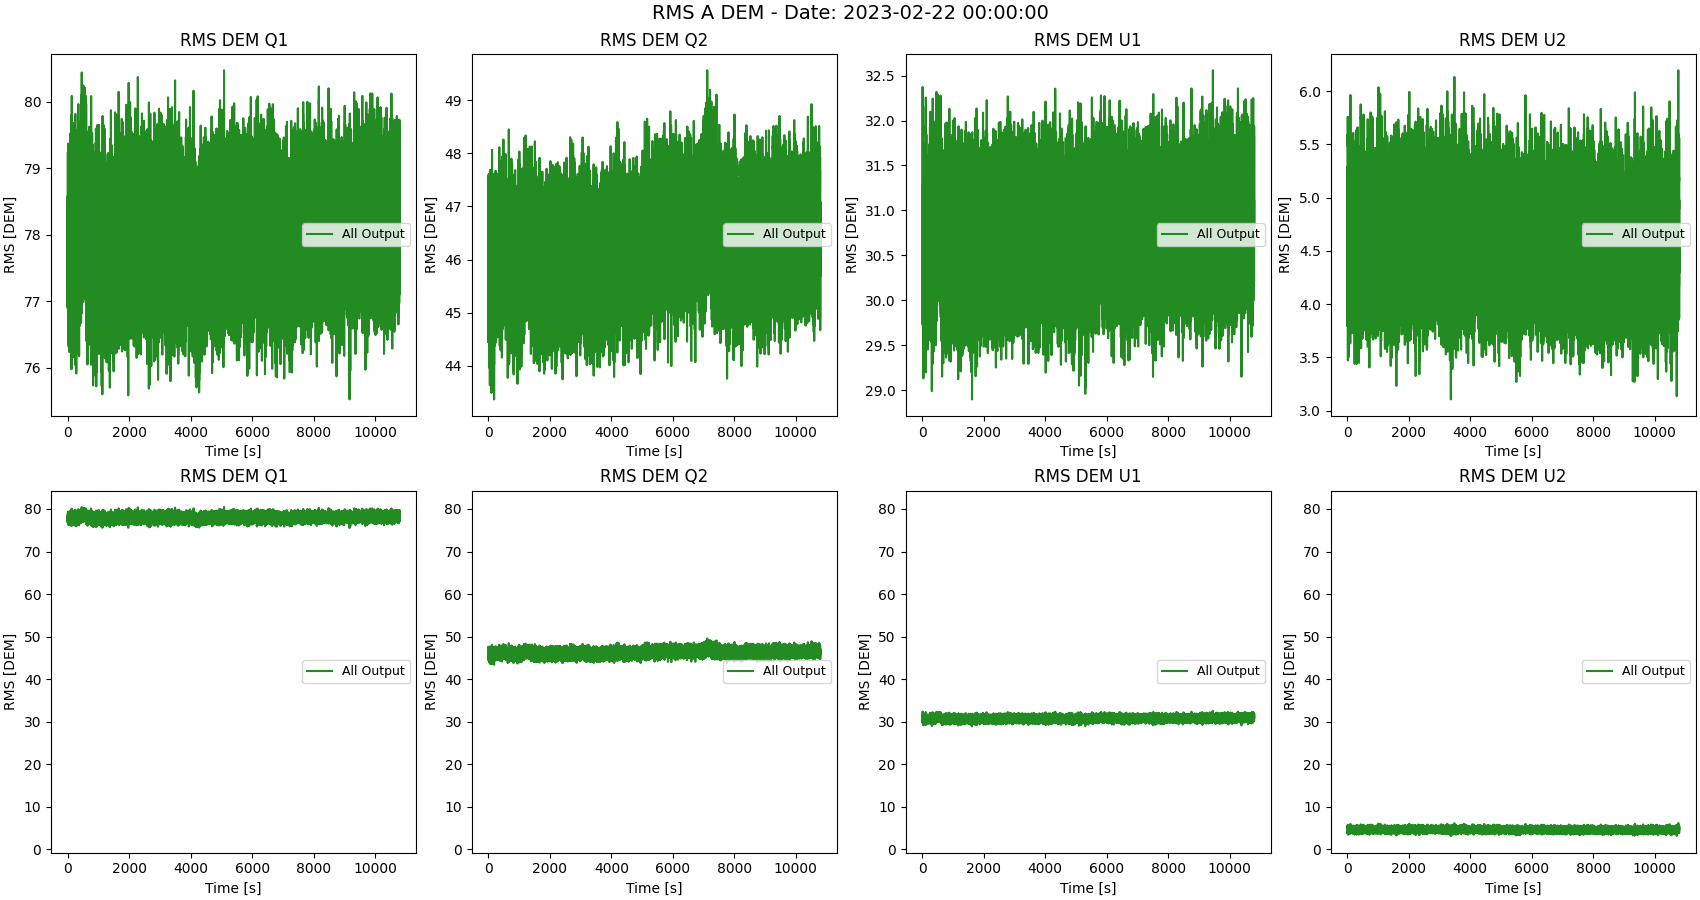 RMS A DEM - Date: 2023-02-22 00:00:00
RMS DEM Q1
RMS [DEM]
80
79
78
77
76
All Output
0 2000 4000 6000 8000 10000
Time [s]
RMS DEM Q2
RMS [DEM]
49
48
47
46
45
44
All Output
0 2000 4000 6000 8000 10000
Time [s]
RMS DEM U1
RMS [DEM]
32.5
32.0
31.5
31.0
30.5
30.0
29.5
29.0
All Output
0 2000 4000 6000 8000 10000
Time [s]
RMS DEM U2
RMS [DEM]
6.0
5.5
5.0
4.5
4.0
3.5
3.0
All Output
0 2000 4000 6000 8000 10000
Time [s]
RMS DEM Q1
RMS [DEM]
80
70
60
50
40
30
20
10
0
All Output
0 2000 4000 6000 8000 10000
Time [s]
RMS DEM Q2
RMS [DEM]
80
70
60
50
40
30
20
10
0
All Output
0 2000 4000 6000 8000 10000
Time [s]
RMS DEM U1
RMS [DEM]
80
70
60
50
40
30
20
10
0
All Output
0 2000 4000 6000 8000 10000
Time [s]
RMS DEM U2
RMS [DEM]
80
70
60
50
40
30
20
10
0
All Output
0 2000 4000 6000 8000 10000
Time [s]